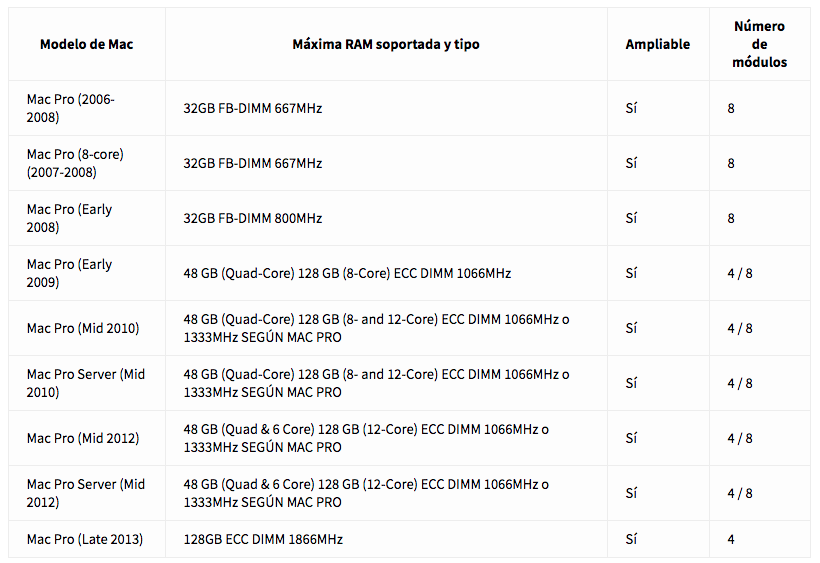 Modelo de Mac Máxima RAM soportada y tipo Ampliable Número de módulos
Mac Pro (2006-
2008) 32GB FB-DIMM 667MHz Sí 8
Mac Pro (8-core)
(2007-2008) 32GB FB-DIMM 667MHz Sí 8
Mac Pro (Early
2008) 32GB FB-DIMM 800MHz Sí 8
Mac Pro (Early
2009) 48 GB (Quad-Core) 128 GB (8-Core) ECC DIMM 1066MHz Sí 4 / 8
Mac Pro (Mid 2010) 48 GB (Quad-Core) 128 GB (8- and 12-Core) ECC DIMM 1066MHz o
1333MHz SEGÚN MAC PRO Sí 4 / 8
Mac Pro Server (Mid
2010) 48 GB (Quad-Core) 128 GB (8- and 12-Core) ECC DIMM 1066MHz o
1333MHz SEGÚN MAC PRO Sí 4 / 8
Mac Pro (Mid 2012) 48 GB (Quad & 6 Core) 128 GB (12-Core) ECC DIMM 1066MHz o
1333MHz SEGÚN MAC PRO Sí 4 / 8
Mac Pro Server (Mid
2012) 48 GB (Quad & 6 Core) 128 GB (12-Core) ECC DIMM 1066MHz o
1333MHz SEGÚN MAC PRO Sí 4 / 8
Mac Pro (Late 2013) 128GB ECC DIMM 1866MHz Sí 4